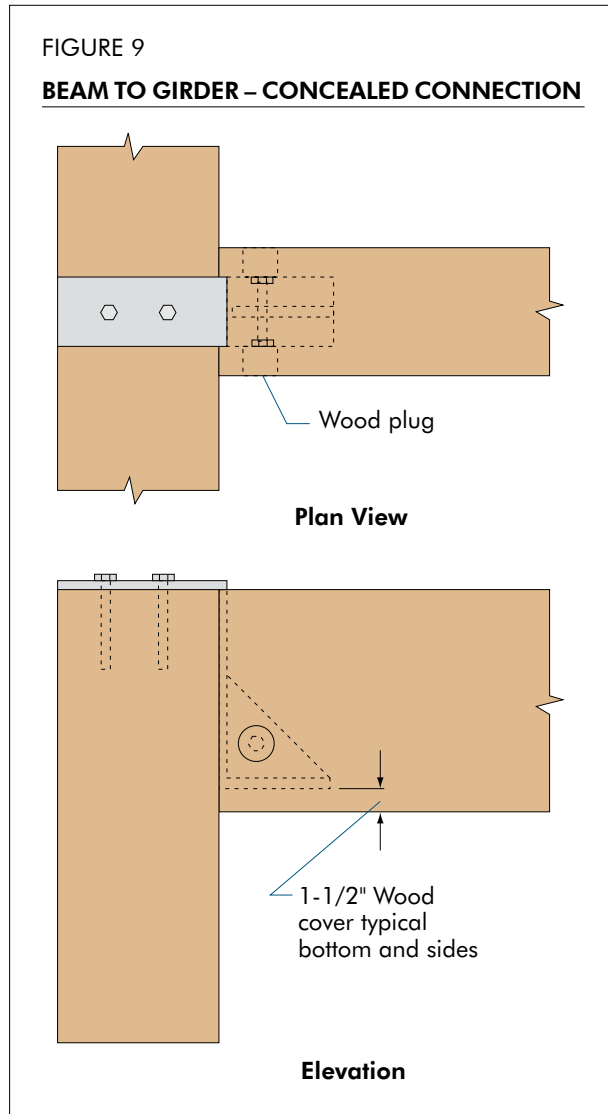 FIGURE 9
BEAM TO GIRDER – CONCEALED CONNECTION
Wood plug
Plan View
1-1/2" Wood
cover typical
bottom and sides
Elevation